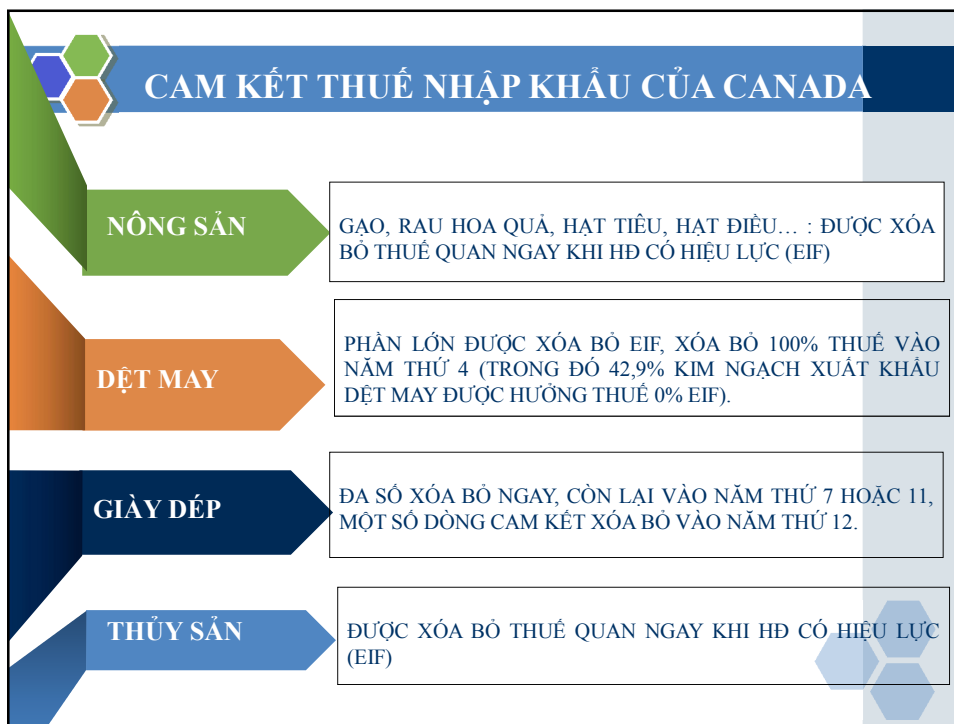 CAM KẾT THUẾ NHẬP KHẨU CỦA CANADA
NÔNG SẢN
GẠO, RAU HOA QUẢ, HẠT TIÊU, HẠT ĐIỀU… : ĐƯỢC XÓA
BỎ THUẾ QUAN NGAY KHI HĐ CÓ HIỆU LỰC (EIF)
DỆT MAY
PHẦN LỚN ĐƯỢC XÓA BỎ EIF, XÓA BỎ 100% THUẾ VÀO
NĂM THỨ 4 (TRONG ĐÓ 42,9% KIM NGẠCH XUẤT KHẨU
DỆT MAY ĐƯỢC HƯỞNG THUẾ 0% EIF).
GIÀY DÉP
ĐA SỐ XÓA BỎ NGAY, CÒN LẠI VÀO NĂM THỨ 7 HOẶC 11,
MỘT SỐ DÒNG CAM KẾT XÓA BỎ VÀO NĂM THỨ 12.
THỦY SẢN
ĐƯỢC XÓA BỎ THUẾ QUAN NGAY KHI HĐ CÓ HIỆU LỰC
(EIF)